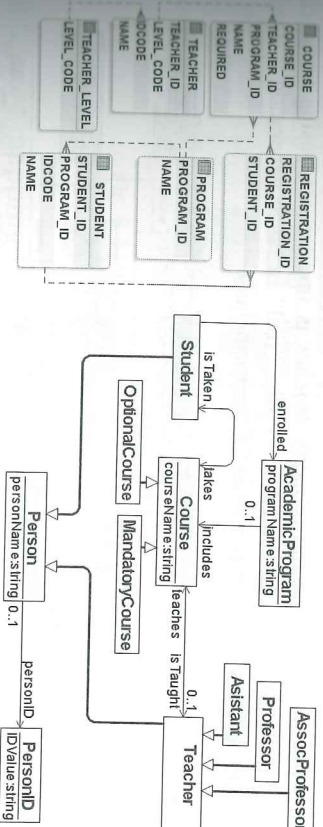 COURSE
COURSE_ID
TEACHER_ID
PROGRAM_ID
NAME
REQUIRED
TEACHER
TEACHER_ID
LEVEL_CODE
IDCODE
NAME
TEACHER_LEVEL
LEVEL_CODE
REGISTRATION
REGISTRATION_ID
COURSE_ID
STUDENT_ID
PROGRAM
PROGRAM_ID
NAME
STUDENT
STUDENT_ID
PROGRAM_ID
IDCODE
NAME
AcademicProgram
programName:string
enrolled
0..1
includes
Student
isTaken
takes
Course
courseName:string
OptionalCourse
MandatoryCourse
teaches
isTaught
0..1
Teacher
Asistant
Professor
AssocProfessor
Person
personName:string
0..1
personID
PersonID
IDValue:string